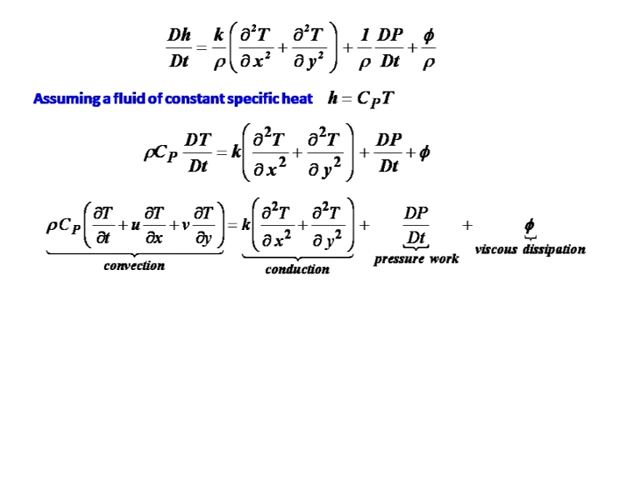 Dh/Dt = k/ρ (∂²T/∂x² + ∂²T/∂y²) + 1/ρ DP/Dt + ϕ/ρ
Assuming a fluid of constant specific heat h = C_P T
ρC_P DT/Dt = k(∂²T/∂x² + ∂²T/∂y²) + DP/Dt + ϕ
ρC_P (∂T/∂t + u ∂T/∂x + v ∂T/∂y) = k(∂²T/∂x² + ∂²T/∂y²) + DP/Dt + ϕ
convection conduction pressure work viscous dissipation